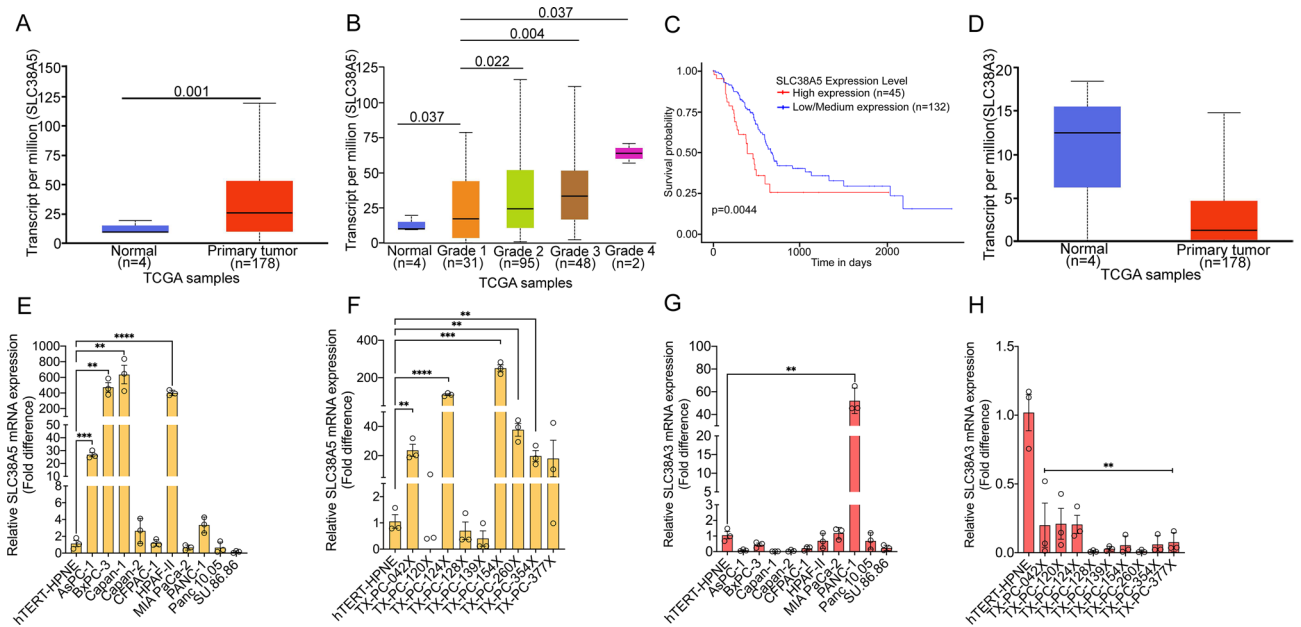 A
Transcript per million (SLC38A5)
125
100
75
50
25
0
0.001
Normal
(n=4)
Primary tumor
(n=178)
TCGA samples
B
Transcript per million (SLC38A5)
125
100
75
50
25
0
0.037
0.004
0.022
0.037
Normal
(n=4)
Grade 1
(n=31)
Grade 2
(n=95)
Grade 3
(n=48)
Grade 4
(n=2)
TCGA samples
C
Survival probability
1.00
0.75
0.50
0.25
0.00
SLC38A5 Expression Level
High expression (n=45)
Low/Medium expression (n=132)
p=0.0044
0
1000
2000
Time in days
D
Transcript per million(SLC38A3)
20
15
10
5
0
Normal
(n=4)
Primary tumor
(n=178)
TCGA samples
E
Relative SLC38A5 mRNA expression
(Fold difference)
1000
800
600
400
200
50
40
30
20
10
8
6
4
2
0
****
**
**
***
hTERT-HPNE
AsPC-1
BxPC-3
Capan-1
Capan-2
CFPAC-1
HPAF-II
MIA PaCa-2
PANC-1
Panc 10.05
SU.86.86
F
Relative SLC38A5 mRNA expression
(Fold difference)
400
200
60
40
20
2
1
0
**
**
***
****
**
hTERT-HPNE
TX-PC-042X
TX-PC-120X
TX-PC-124X
TX-PC-128X
TX-PC-139X
TX-PC-154X
TX-PC-260X
TX-PC-354X
TX-PC-377X
G
Relative SLC38A3 mRNA expression
(Fold difference)
100
80
60
40
20
15
10
5
5
4
3
2
1
0
**
hTERT-HPNE
AsPC-1
BxPC-3
Capan-1
Capan-2
CFPAC-1
HPAF-II
MIA PaCa-2
PANC-1
Panc 10.05
SU.86.86
H
Relative SLC38A3 mRNA expression
(Fold difference)
1.5
1.0
0.5
0.0
**
hTERT-HPNE
TX-PC042X
TX-PC-120X
TX-PC-124X
TX-PC-128X
TX-PC-139X
TX-PC-154X
TX-PC-260X
TX-PC-354X
TX-PC-377X